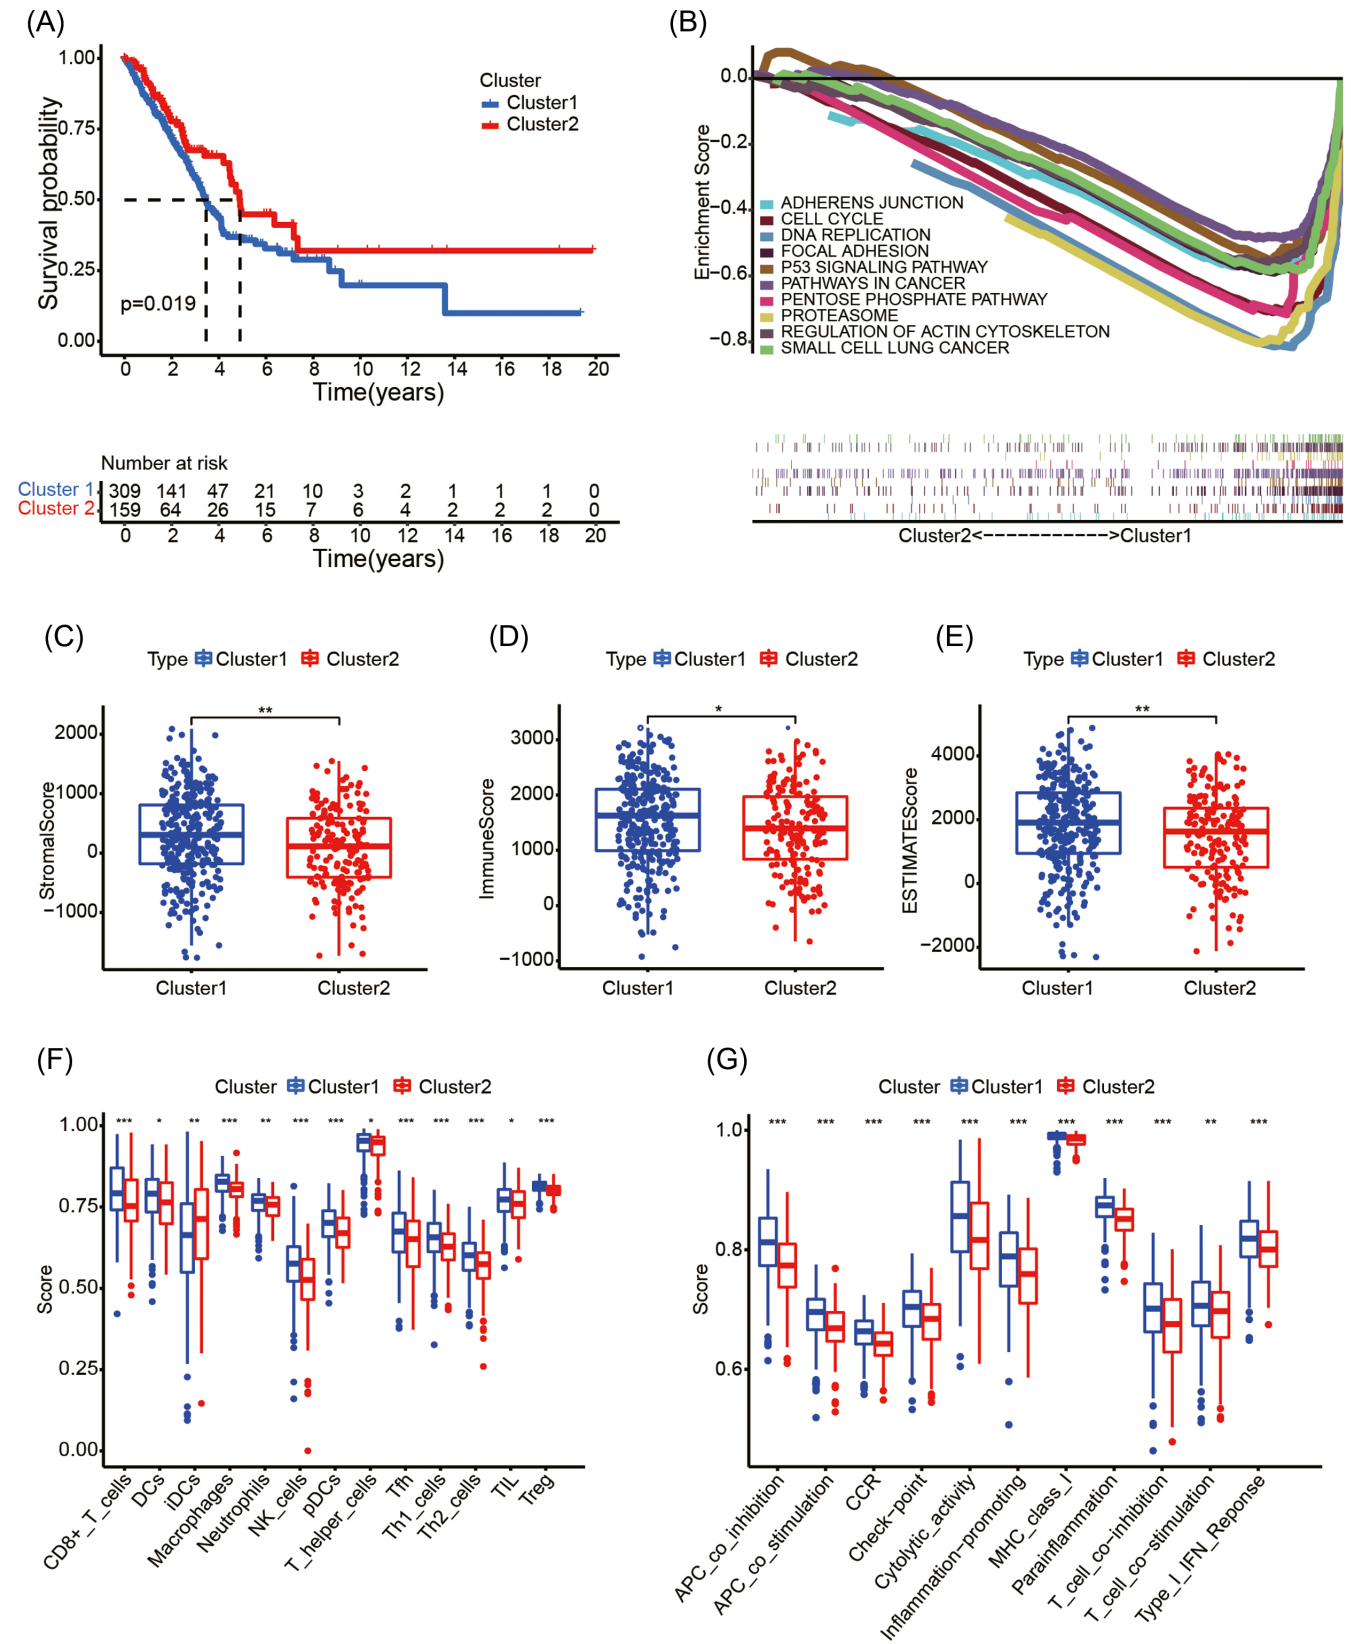 (A)
Cluster
Cluster1
Cluster2
Survival probability
1.00
0.75
0.50
0.25
0.00
p=0.019
0 2 4 6 8 10 12 14 16 18 20
Time(years)
Number at risk
Cluster 1 309 141 47 21 10 3 2 1 1 1 0
Cluster 2 159 64 26 15 7 6 4 2 2 2 0
0 2 4 6 8 10 12 14 16 18 20
Time(years)
(B)
Enrichment Score
0.0
−0.2
−0.4
−0.6
−0.8
ADHERENS JUNCTION
CELL CYCLE
DNA REPLICATION
FOCAL ADHESION
P53 SIGNALING PATHWAY
PATHWAYS IN CANCER
PENTOSE PHOSPHATE PATHWAY
PROTEASOME
REGULATION OF ACTIN CYTOSKELETON
SMALL CELL LUNG CANCER
Cluster2<------------>Cluster1
(C)
Type Cluster1 Cluster2
**
StromalScore
2000
1000
0
−1000
Cluster1 Cluster2
(D)
Type Cluster1 Cluster2
*
ImmuneScore
3000
2000
1000
0
−1000
Cluster1 Cluster2
(E)
Type Cluster1 Cluster2
**
ESTIMATEScore
4000
2000
0
−2000
Cluster1 Cluster2
(F)
Cluster Cluster1 Cluster2
*** * ** *** ** *** *** * *** *** *** * ***
Score
1.00
0.75
0.50
0.25
0.00
CD8+_T_cells
DCs
iDCs
Macrophages
Neutrophils
NK_cells
pDCs
T_helper_cells
Tfh
Th1_cells
Th2_cells
TIL
Treg
(G)
Cluster Cluster1 Cluster2
*** *** *** *** *** *** *** *** *** ** ***
Score
1.0
0.8
0.6
APC_co_inhibition
APC_co_stimulation
CCR
Check−point
Cytolytic_activity
Inflammation−promoting
MHC_class_I
Parainflammation
T_cell_co−inhibition
T_cell_co−stimulation
Type_I_IFN_Reponse